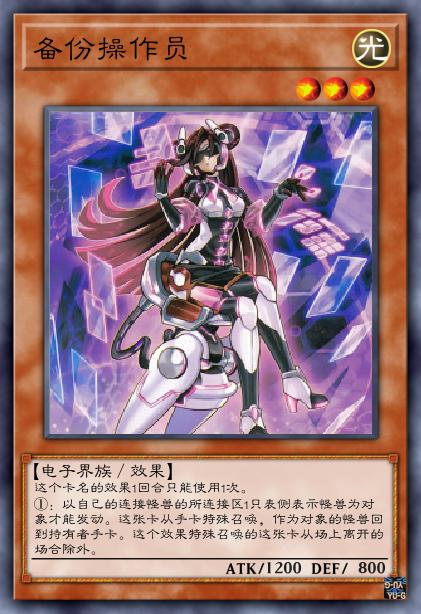 备份操作员
光
【电子界族／效果】
这个卡名的效果1回合只能使用1次。
①：以自己的连接怪兽的所连接区1只表侧表示怪兽为对
象才能发动。这张卡从手卡特殊召唤，作为对象的怪兽回
到持有者手卡。这个效果特殊召唤的这张卡从场上离开的
场合除外。
ATK/1200 DEF/ 800